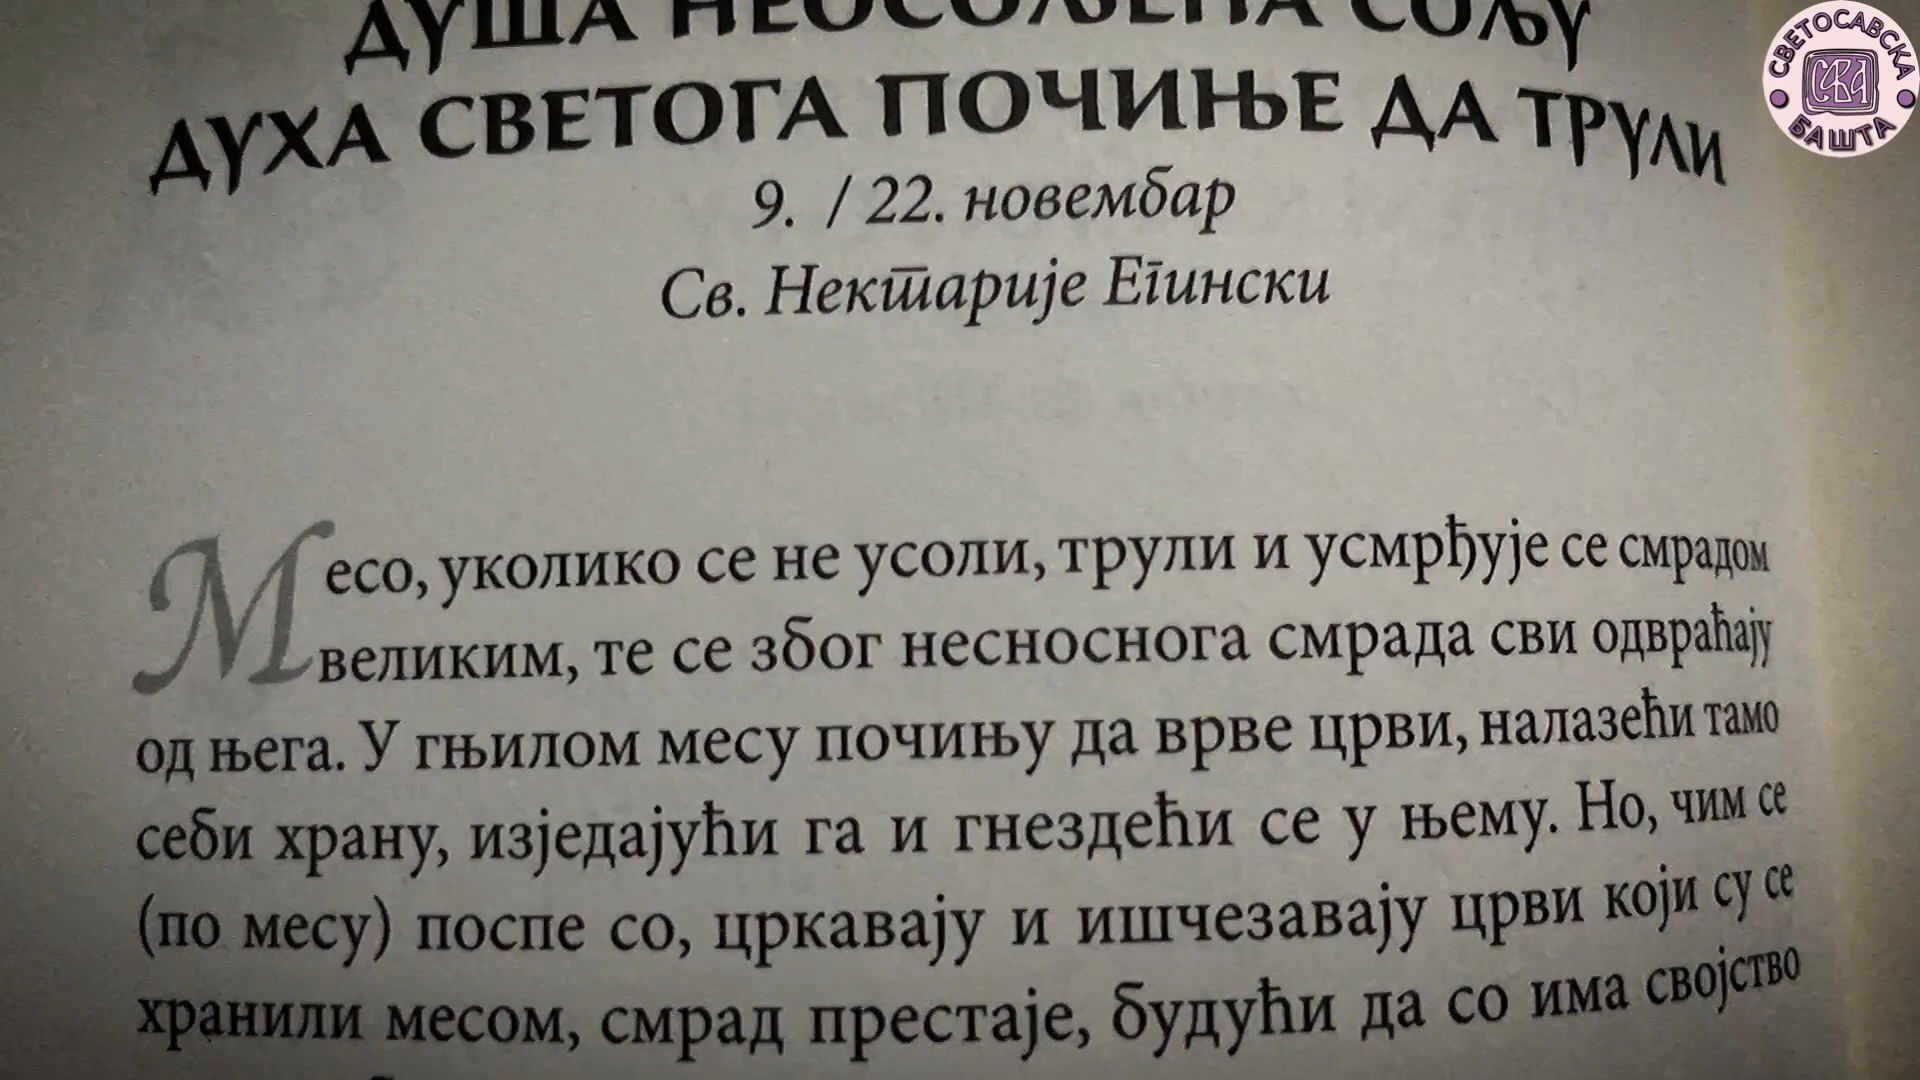 ДУША НЕОСОЉЕНА СОЉУ
ДУХА СВЕТОГА ПОЧИЊЕ ДА ТРУЛИ
9. / 22. новембар
Св. Нектарије Егински
Месо, уколико се не усоли, трули и усмрђује се смрадом
великим, те се због несноснога смрада сви одвраћају
од њега. У гњилом месу почињу да врве црви, налазећи тамо
себи храну, изједајући га и гнездећи се у њему. Но, чим се
(по месу) поспе со, цркавају и ишчезавају црви који су се
хранили месом, смрад престаје, будући да со има својство
СВЕТОСАВСКА
САВА
БАШТА